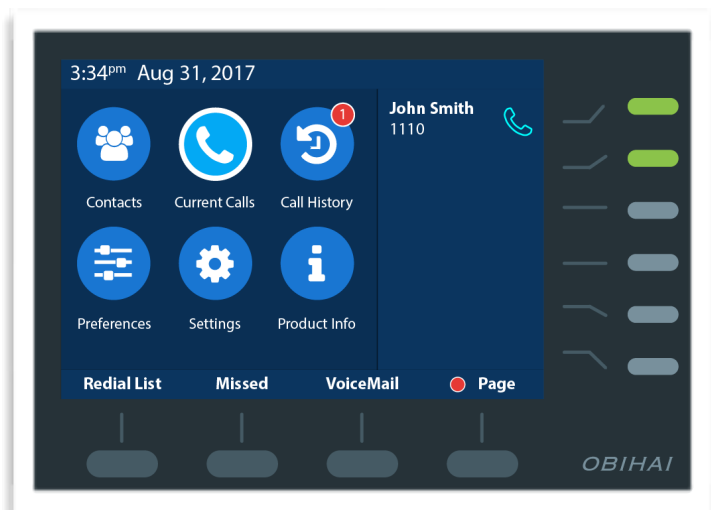 3:34pm Aug 31, 2017
1
John Smith
1110
Contacts Current Calls Call History
Preferences Settings Product Info
Redial List Missed VoiceMail Page
OBIHAI